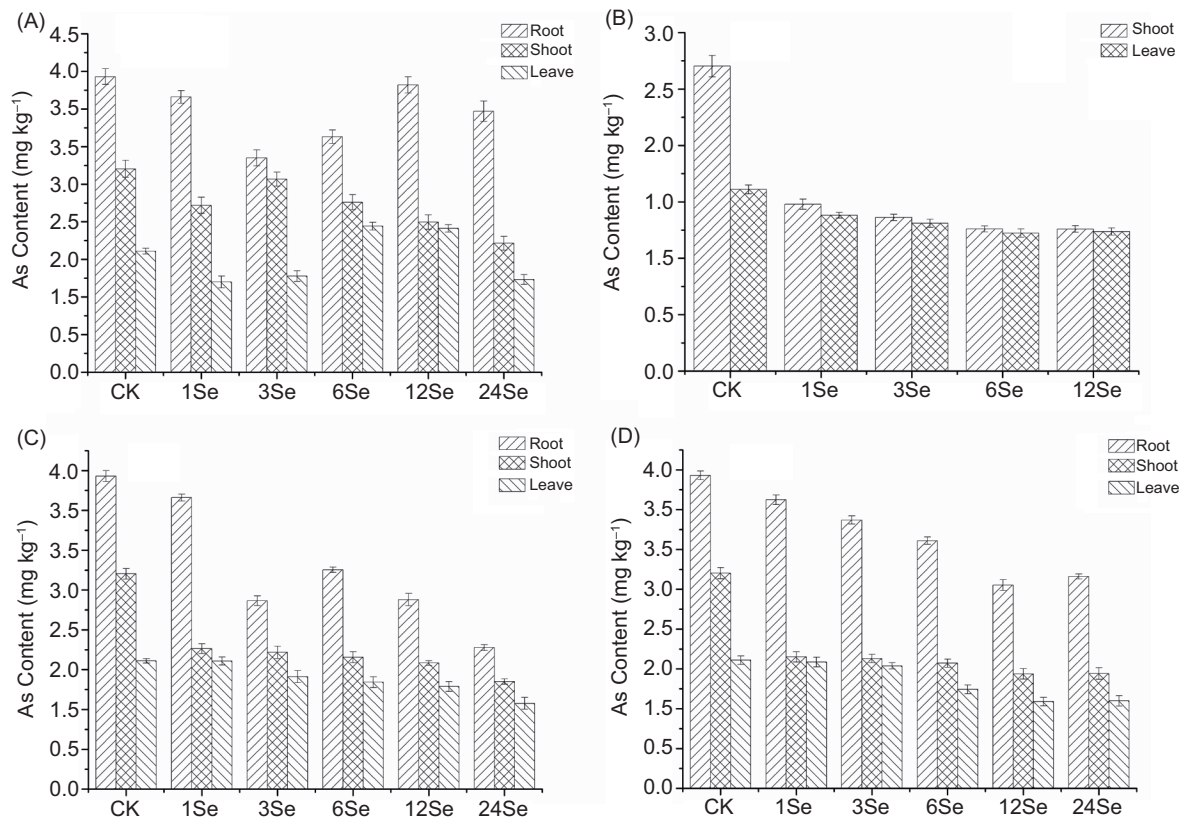 (A)
4.5
4.0
3.5
3.5
3.0
2.5
2.0
1.5
0.5
0.0
As Content (mg kg⁻¹)
Root
Shoot
Leave
CK 1Se 3Se 6Se 12Se 24Se
(B)
3.0
2.5
2.0
1.0
1.5
0.5
0.0
As Content (mg kg⁻¹)
Shoot
Leave
CK 1Se 3Se 6Se 12Se
(C)
4.0
3.5
3.5
3.0
2.5
2.0
1.5
0.5
0.0
As Content (mg kg⁻¹)
Root
Shoot
Leave
CK 1Se 3Se 6Se 12Se 24Se
(D)
4.0
3.5
3.5
3.0
2.5
2.0
1.5
0.5
0.0
As Content (mg kg⁻¹)
Root
Shoot
Leave
CK 1Se 3Se 6Se 12Se 24Se